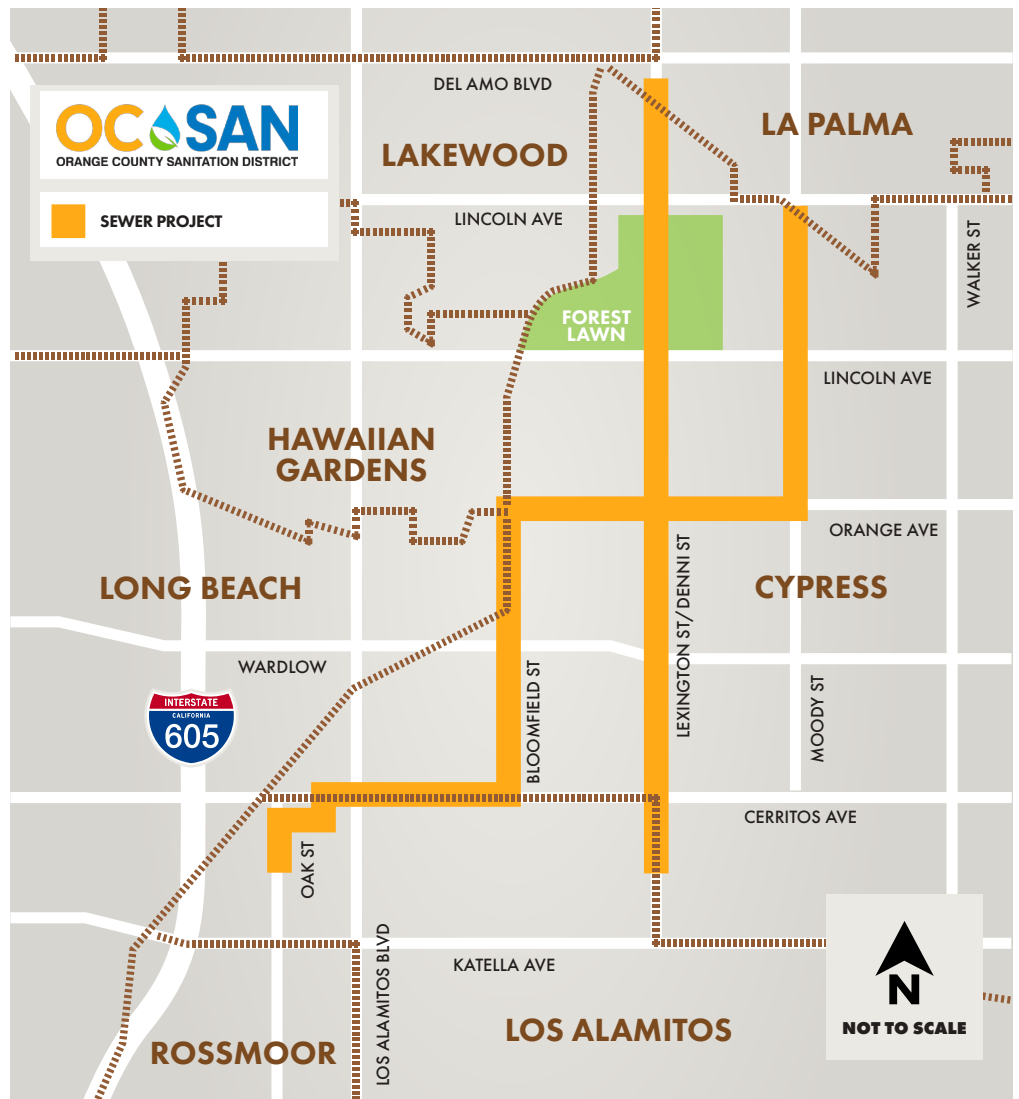 DEL AMO BLVD
OC SAN
ORANGE COUNTY SANITATION DISTRICT
LA PALMA
LAKEWOOD
SEWER PROJECT
LINCOLN AVE
WALKER ST
FOREST
LAWN
LINCOLN AVE
HAWAIIAN
GARDENS
ORANGE AVE
LONG BEACH
CYPRESS
LEXINGTON ST/DENNI ST
WARDLOW
BLOOMFIELD ST
MOODY ST
INTERSTATE
CALIFORNIA
605
CERRITOS AVE
OAK ST
LOS ALAMITOS BLVD
KATELLA AVE
N
NOT TO SCALE
LOS ALAMITOS
ROSSMOOR